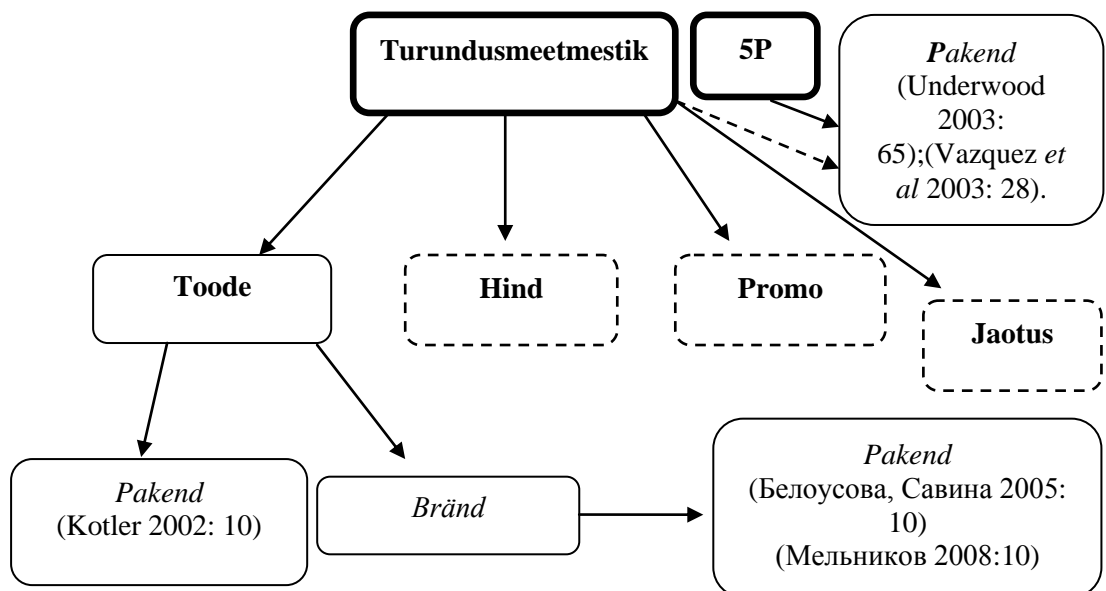 Turundusmeetmestik
5P
Pakend
(Underwood
2003:
65);(Vazquez et
al 2003: 28).
Toode
Hind
Promo
Jaotus
Pakend
(Kotler 2002: 10)
Bränd
Pakend
(Белоусова, Савина 2005:
10)
(Мельников 2008:10)